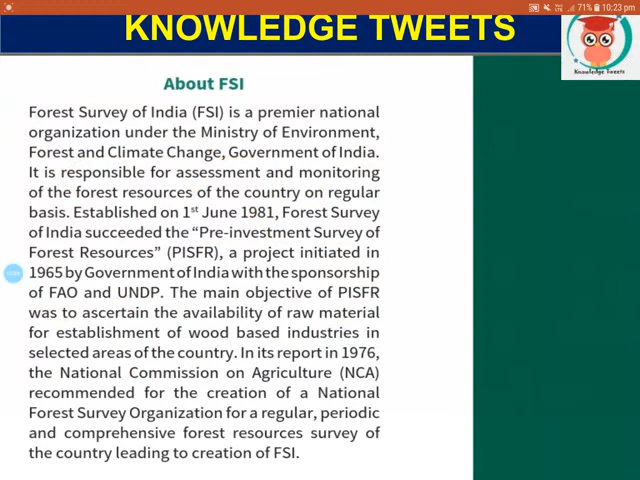 71% 10:23 pm
KNOWLEDGE TWEETS
Knowledge Tweets
About FSI
Forest Survey of India (FSI) is a premier national
organization under the Ministry of Environment,
Forest and Climate Change, Government of India.
It is responsible for assessment and monitoring
of the forest resources of the country on regular
basis. Established on 1st June 1981, Forest Survey
of India succeeded the “Pre-investment Survey of
Forest Resources” (PISFR), a project initiated in
1965 by Government of India with the sponsorship
of FAO and UNDP. The main objective of PISFR
was to ascertain the availability of raw material
for establishment of wood based industries in
selected areas of the country. In its report in 1976,
the National Commission on Agriculture (NCA)
recommended for the creation of a National
Forest Survey Organization for a regular, periodic
and comprehensive forest resources survey of
the country leading to creation of FSI.